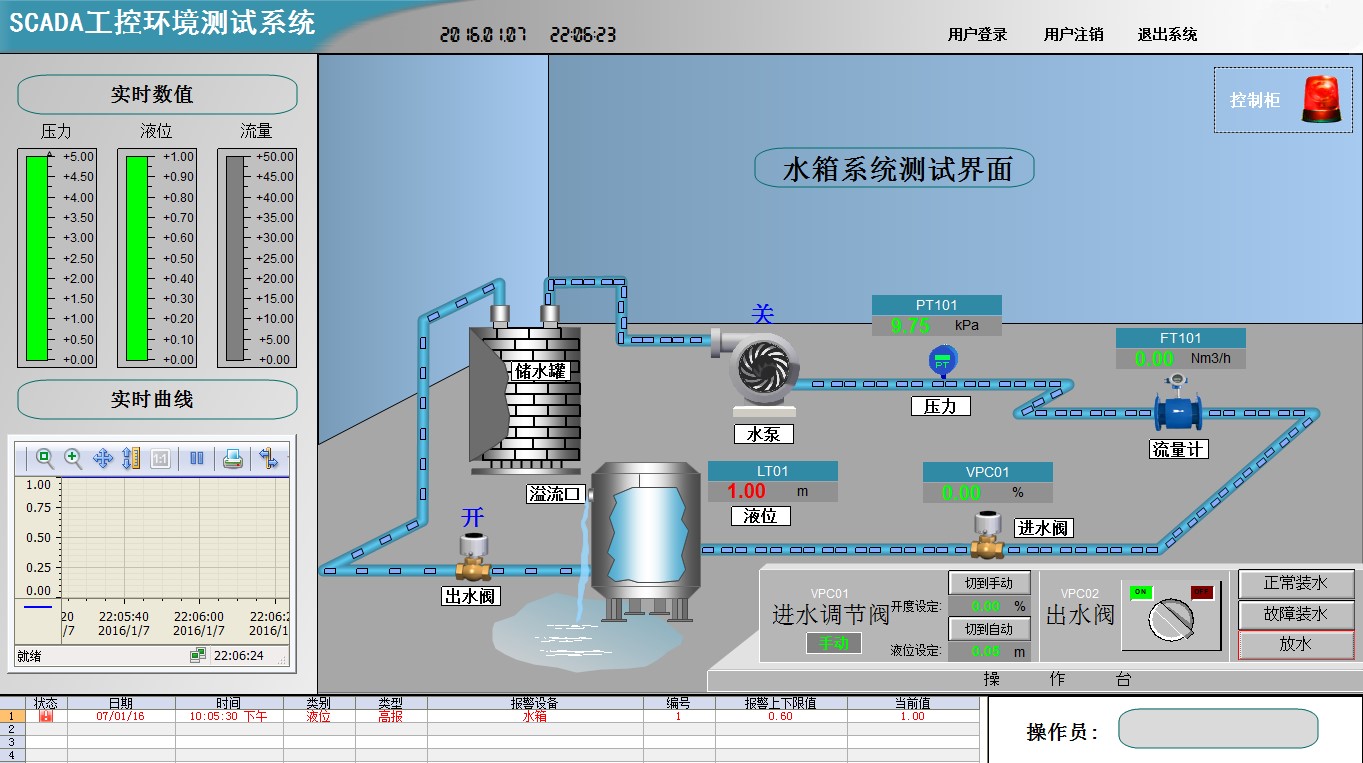 SCADA工控环境测试系统
2016.01.07 22:06:23
用户登录 用户注销 退出系统
实时数值
压力 液位 流量
+5.00 +1.00 +50.00
+4.50 +0.90 +45.00
+4.00 +0.80 +40.00
+3.50 +0.70 +35.00
+3.00 +0.60 +30.00
+2.50 +0.50 +25.00
+2.00 +0.40 +20.00
+1.50 +0.30 +15.00
+1.00 +0.20 +10.00
+0.50 +0.10 +5.00
+0.00 +0.00 +0.00
实时曲线
1:1
1.00
0.75
0.50
0.25
0.00
20 22:05:40 22:06:00 22:06:2
/7 2016/1/7 2016/1/7 2016/1
就绪 22:06:24
控制柜
水箱系统测试界面
关
PT101
9.75 kPa
PT
压力
FT101
0.00 Nm3/h
流量计
储水罐
水泵
溢流口
LT01
1.00 m
液位
VPC01
0.00 %
进水阀
开
出水阀
VPC01
进水调节阀
手动
切到手动
开度设定: 0.00 %
切到自动
液位设定: 0.06 m
VPC02
出水阀
ON OFF
正常装水
故障装水
放水
操 作 台
状态 日期 时间 类别 类型 报警设备 编号 报警上下限值 当前值
1 07/01/16 10:05:30 下午 液位 高报 水箱 1 0.60 1.00
2
3
4
操作员: